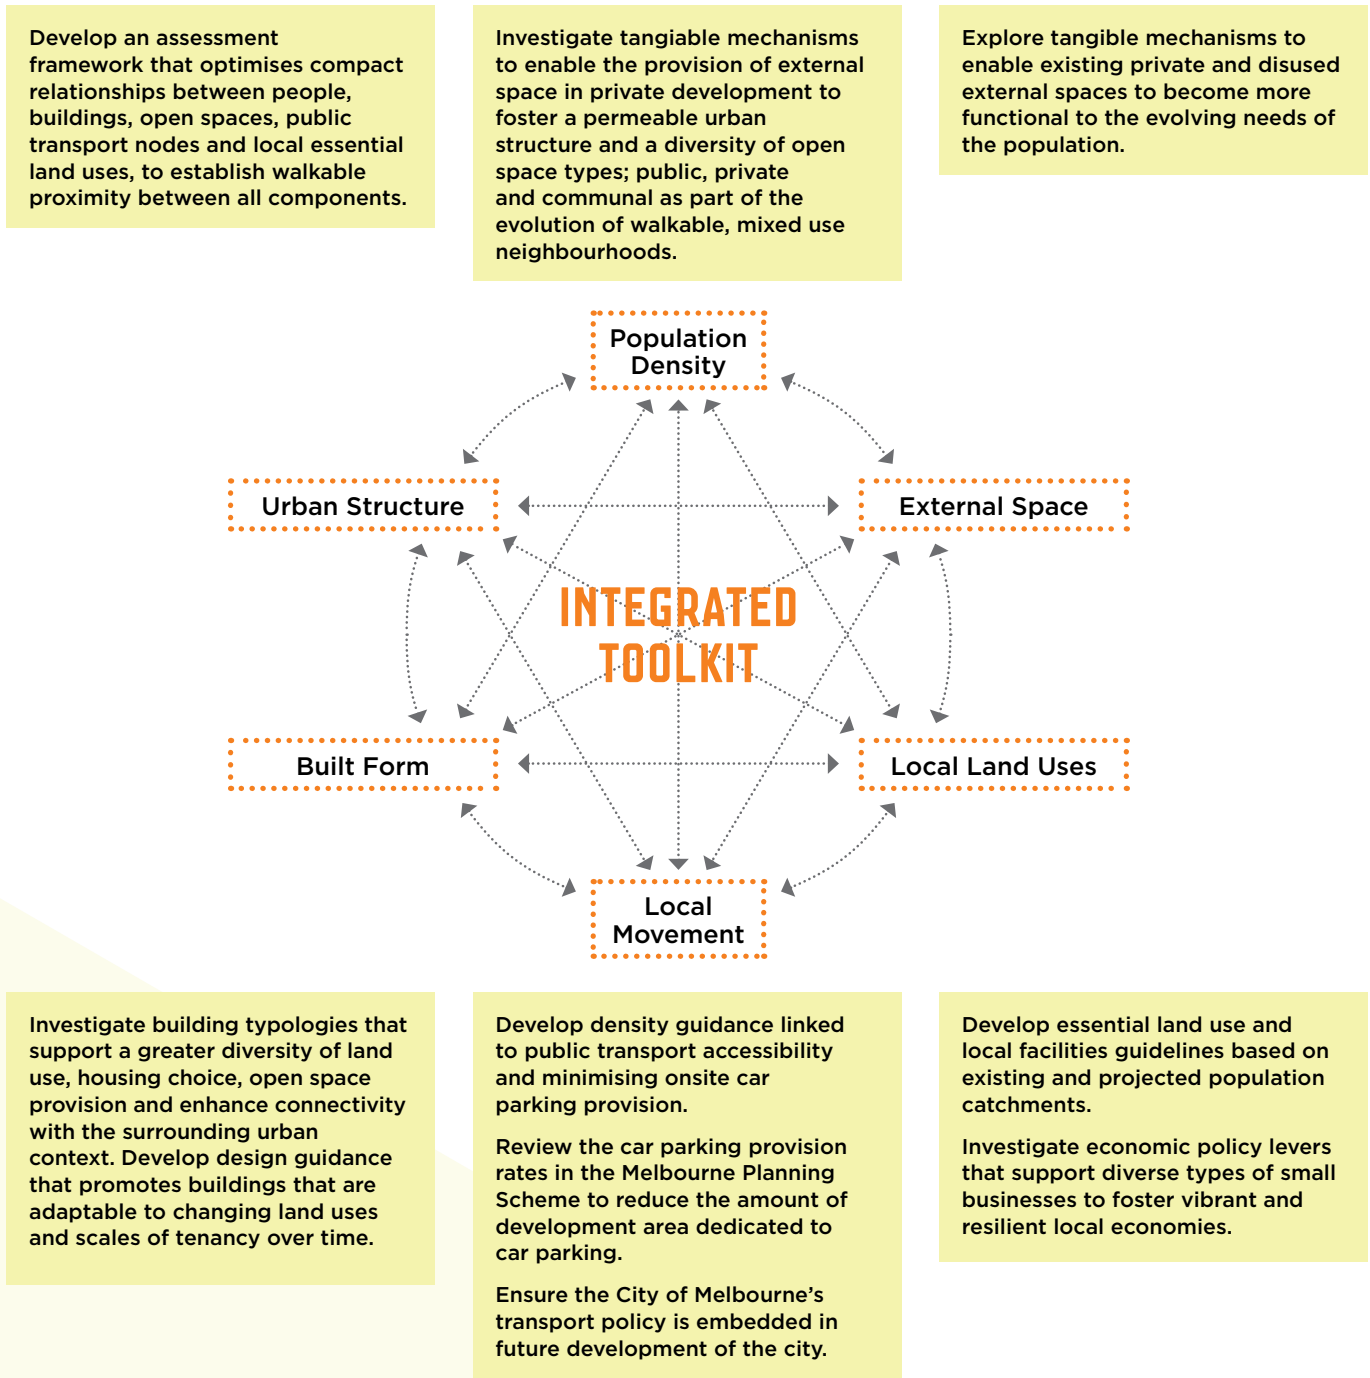 Develop an assessment
framework that optimises compact
relationships between people,
buildings, open spaces, public
transport nodes and local essential
land uses, to establish walkable
proximity between all components.
Investigate tangiable mechanisms
to enable the provision of external
space in private development to
foster a permeable urban
structure and a diversity of open
space types; public, private
and communal as part of the
evolution of walkable, mixed use
neighbourhoods.
Explore tangible mechanisms to
enable existing private and disused
external spaces to become more
functional to the evolving needs of
the population.
Population
Density
Urban Structure
External Space
INTEGRATED
TOOLKIT
Built Form
Local Land Uses
Local
Movement
Investigate building typologies that
support a greater diversity of land
use, housing choice, open space
provision and enhance connectivity
with the surrounding urban
context. Develop design guidance
that promotes buildings that are
adaptable to changing land uses
and scales of tenancy over time.
Develop density guidance linked
to public transport accessibility
and minimising onsite car
parking provision.
Review the car parking provision
rates in the Melbourne Planning
Scheme to reduce the amount of
development area dedicated to
car parking.
Ensure the City of Melbourne’s
transport policy is embedded in
future development of the city.
Develop essential land use and
local facilities guidelines based on
existing and projected population
catchments.
Investigate economic policy levers
that support diverse types of small
businesses to foster vibrant and
resilient local economies.